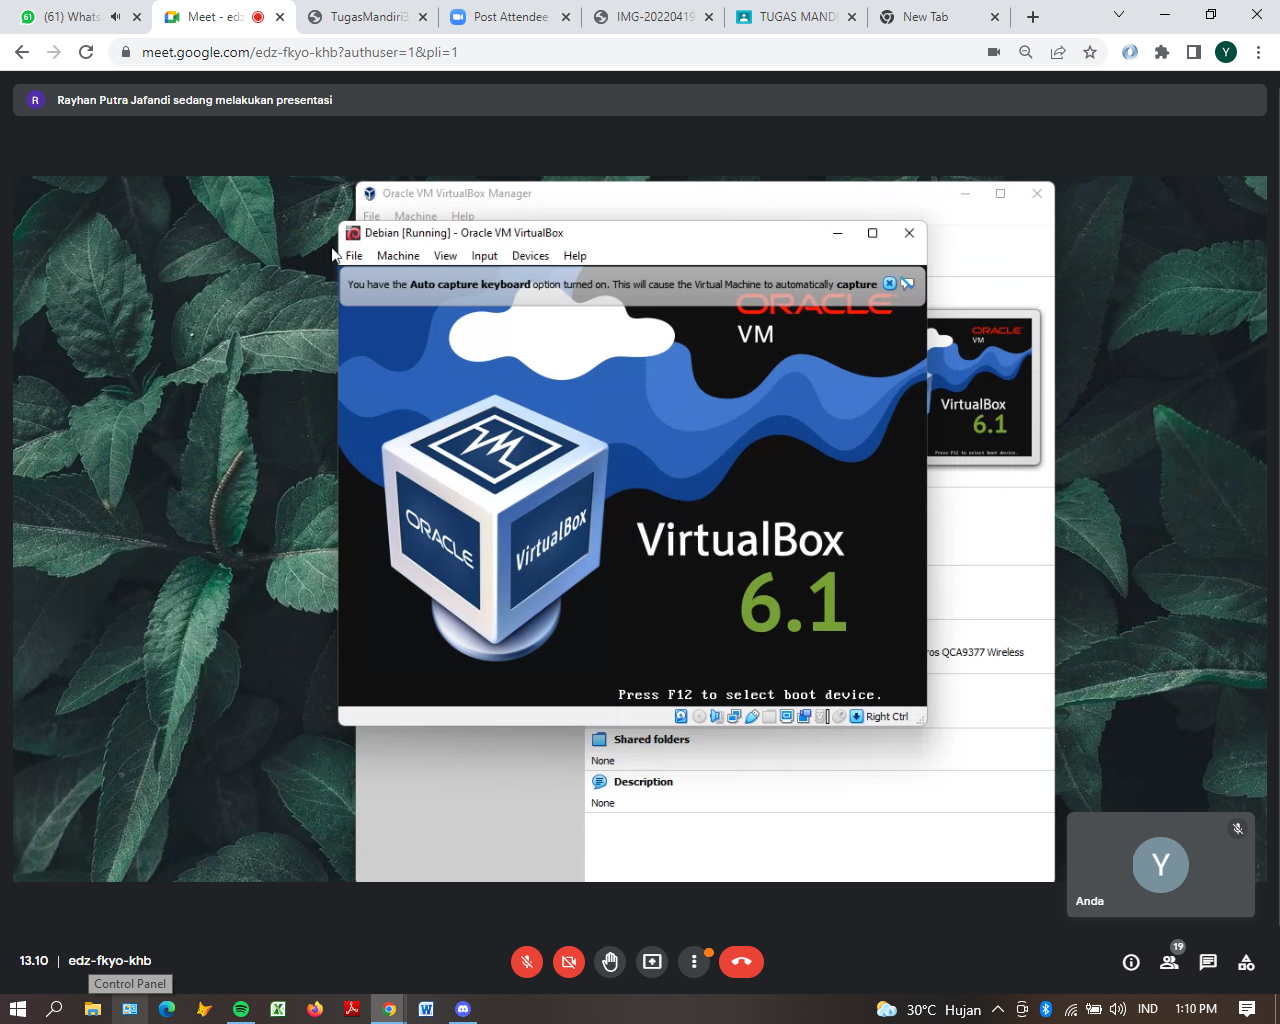 (61) Whats
Meet - edz
TugasMandiri3
Post Attendee
IMG-20220419
TUGAS MAND
New Tab
meet.google.com/edz-fkyo-khb?authuser=1&pli=1
Y
R
Rayhan Putra Jafandi sedang melakukan presentasi
Oracle VM VirtualBox Manager
File Machine Help
Debian [Running] - Oracle VM VirtualBox
File Machine View Input Devices Help
You have the Auto capture keyboard option turned on. This will cause the Virtual Machine to automatically capture
ORACLE
VM
ORACLE
VM
VirtualBox
6.1
ORACLE
VirtualBox
VirtualBox
6.1
Press F12 to select boot device.
Press F12 to select boot device.
ros QCA9377 Wireless
Right Ctrl
Shared folders
None
Description
None
Y
Anda
13.10 | edz-fkyo-khb
19
Control Panel
30°C Hujan
IND
1:10 PM